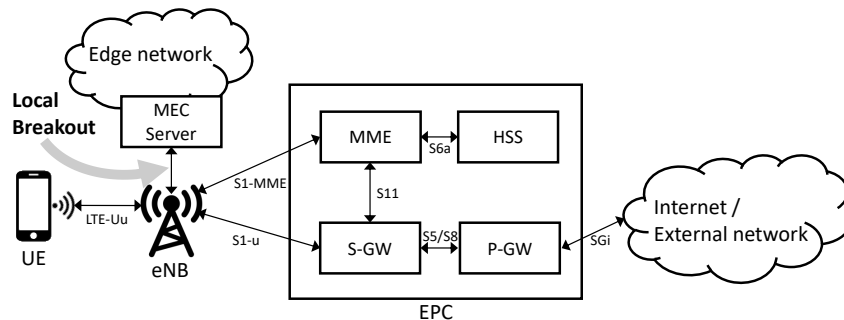 Edge network
MEC
Server
Local
Breakout
MME
HSS
S6a
S1-MME
S11
LTE-Uu
UE
eNB
S1-u
S-GW
S5/S8
P-GW
SGi
Internet /
External network
EPC